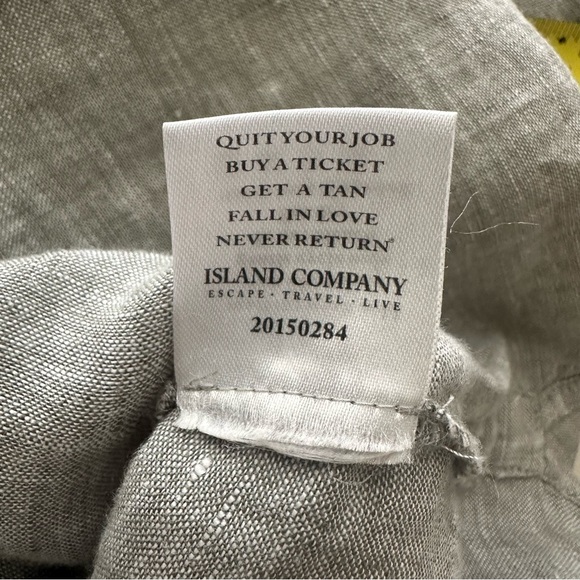 QUIT YOUR JOB
BUY A TICKET
GET A TAN
FALL IN LOVE
NEVER RETURN®
ISLAND COMPANY
ESCAPE · TRAVEL · LIVE
20150284